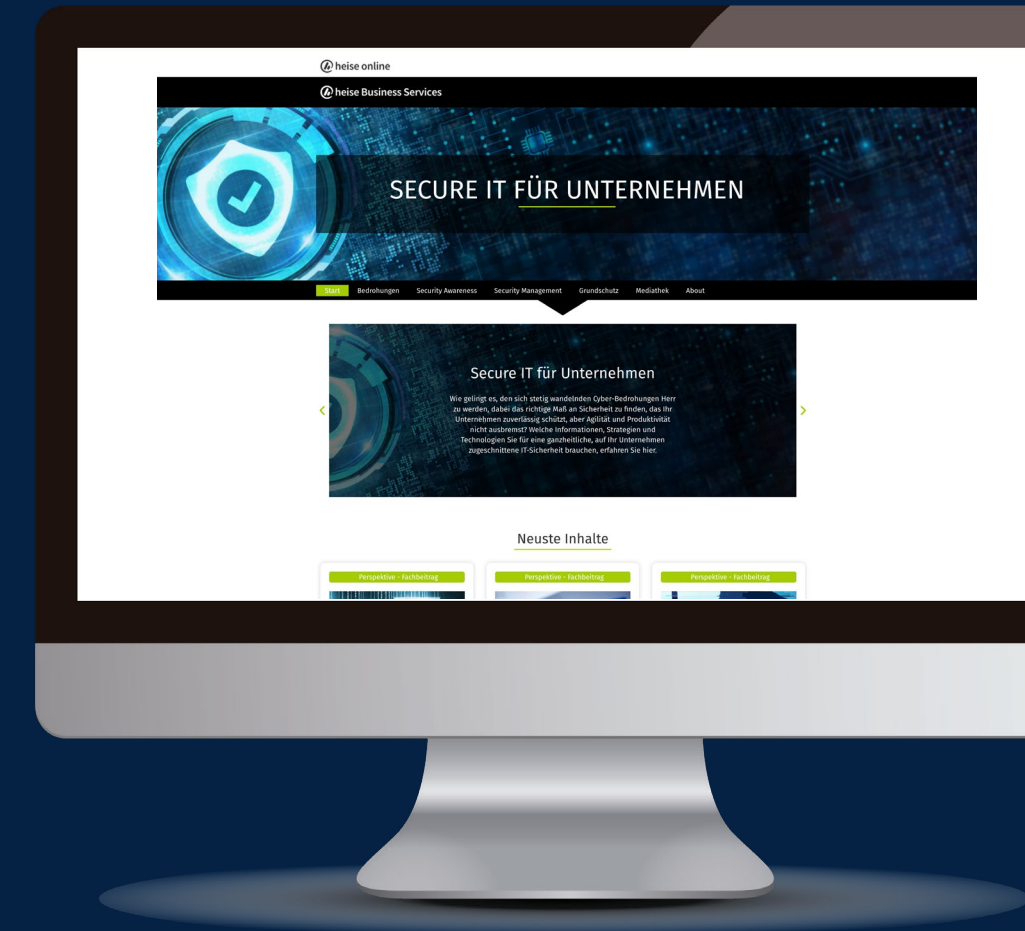 heise online
heise Business Services
SECURE IT FÜR UNTERNEHMEN
Start Bedrohungen Security Awareness Security Management Grundschutz Mediathek About
Secure IT für Unternehmen
Wie gelingt es, den sich stetig wandelnden Cyber-Bedrohungen Herr
zu werden, dabei das richtige Maß an Sicherheit zu finden, das Ihr
Unternehmen zuverlässig schützt, aber Agilität und Produktivität
nicht ausbremst? Welche Informationen, Strategien und
Technologien Sie für eine ganzheitliche, auf Ihr Unternehmen
zugeschnittene IT-Sicherheit brauchen, erfahren Sie hier.
Neuste Inhalte
Perspektive - Fachbeitrag Perspektive - Fachbeitrag Perspektive - Fachbeitrag